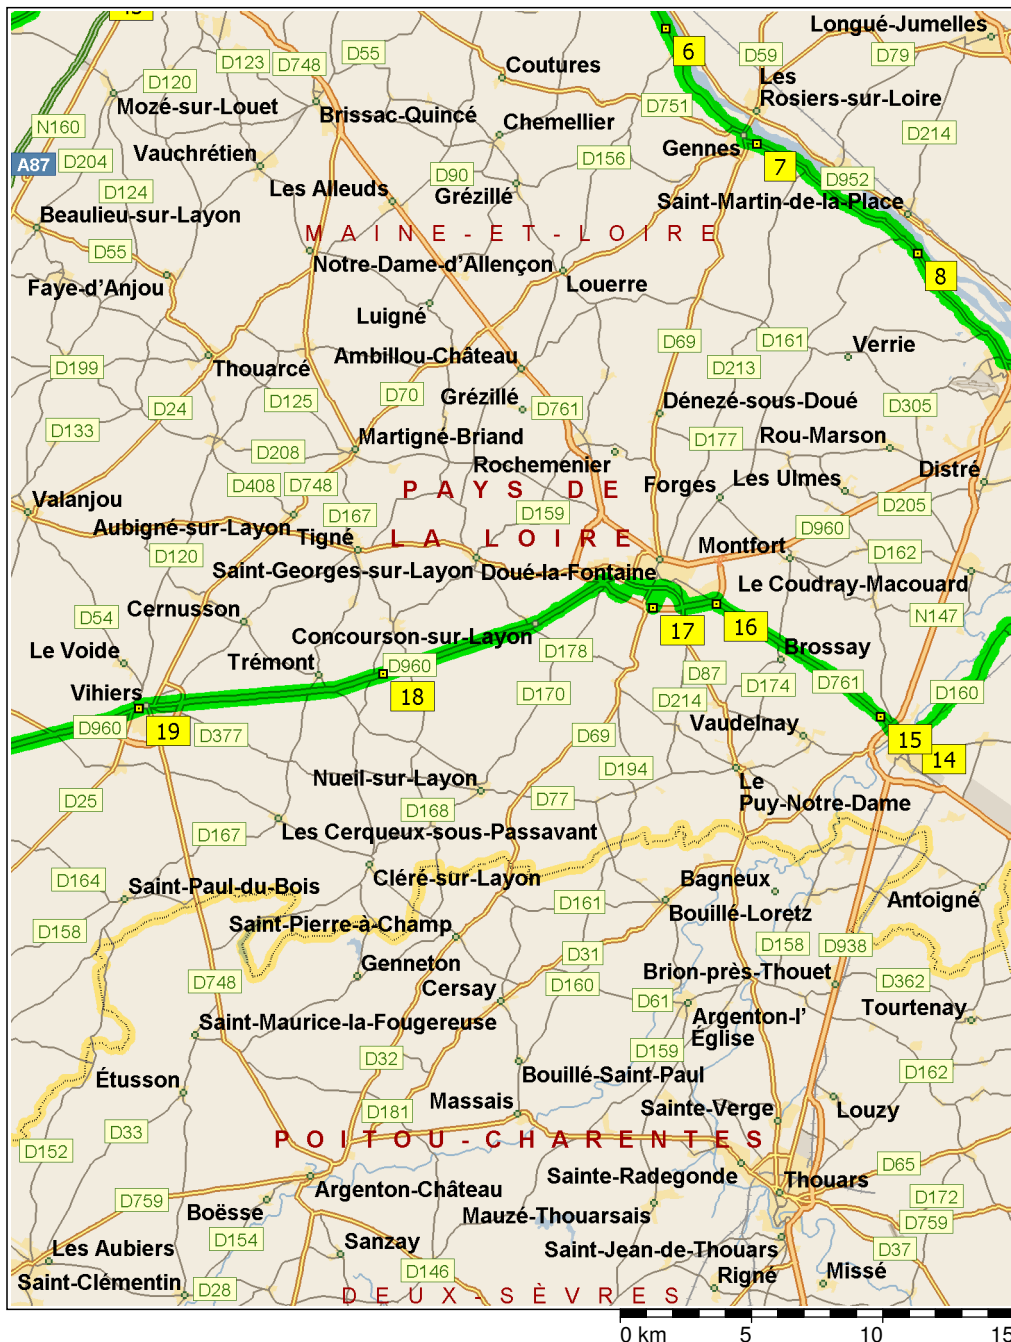 Longué-Jumelles
6
D55
D59
D79
D123
D748
Coutures
D120
Les
Rosiers-sur-Loire
Mozé-sur-Louet
D751
Brissac-Quincé
Chemellier
N160
D214
Gennes
Vauchrétien
D156
A87
D204
7
D90
D952
Les Alleuds
D124
Grézillé
Saint-Martin-de-la-Place
Beaulieu-sur-Layon
MAINE-ET-LOIRE
D55
Notre-Dame-d'Allençon
8
Faye-d'Anjou
Louerre
Luigné
D161
D69
Verrie
Ambillou-Château
D199
Thouarcé
D213
D70
Grézillé
D125
Dénezé-sous-Doué
D305
D24
D761
D133
Martigné-Briand
D177
Rou-Marson
D208
Rochemenier
Distré
D408
D748
Forges
Les Ulmes
PAYS DE
Valanjou
D205
D167
D159
Aubigné-sur-Layon
D960
Tigné
LA LOIRE
Montfort
D120
D162
Saint-Georges-sur-Layon
Doué-la-Fontaine
Le Coudray-Macouard
Cernusson
D54
N147
Concourson-sur-Layon
17
16
Le Voide
D178
Brossay
Trémont
D960
D87
D761
D174
D160
Vihiers
18
D170
D214
D960
19
D377
Vaudelnay
D69
15
14
Nueil-sur-Layon
D194
Le
Puy-Notre-Dame
D25
D77
D168
D167
Les Cerqueux-sous-Passavant
D164
Saint-Paul-du-Bois
Cléré-sur-Layon
Bagneux
Antoigné
D161
Bouillé-Loretz
Saint-Pierre-à-Champ
D158
D158
D938
D31
Genneton
Brion-près-Thouet
D748
Cersay
D160
D362
D61
Tourtenay
Saint-Maurice-la-Fougereuse
Argenton-l'
Église
D32
D159
Étusson
Bouillé-Saint-Paul
D162
Massais
Sainte-Verge
Louzy
D181
D33
POITOU-CHARENTES
D152
D65
Sainte-Radegonde
Thouars
Argenton-Château
D759
D172
Boësse
Mauzé-Thouarsais
D759
D154
Sanzay
Saint-Jean-de-Thouars
D37
Les Aubiers
D146
Rigné
Missé
Saint-Clémentin
D28
DEUX-SÈVRES
0 km
5
10
15